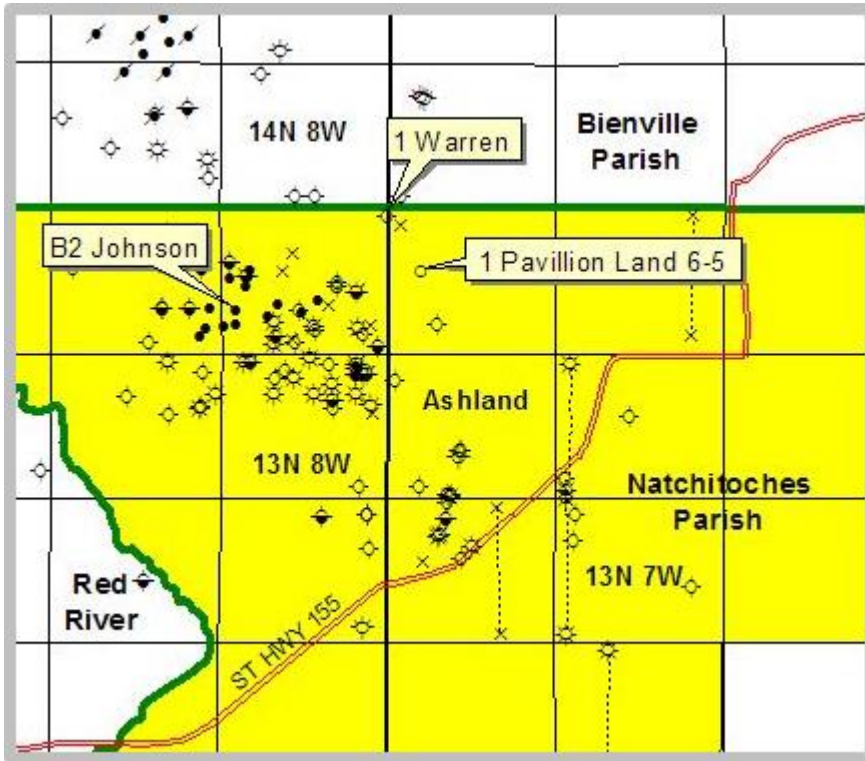 14N 8W
1 Warren
Bienville
Parish
B2 Johnson
1 Pavillion Land 6-5
Ashland
13N 8W
Natchitoches
Parish
Red
River
13N 7W
ST HWY 155